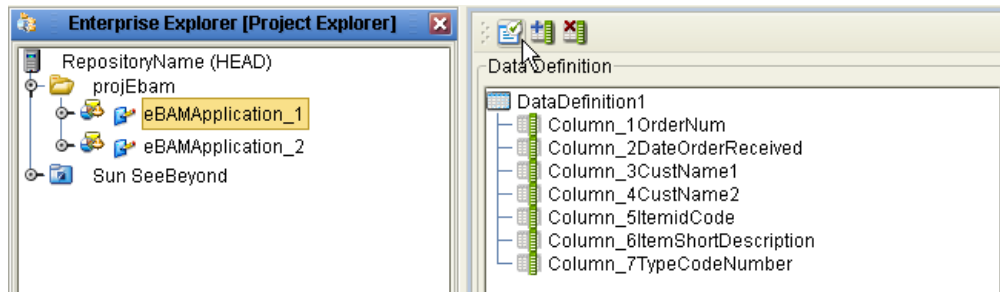 Enterprise Explorer [Project Explorer]
RepositoryName (HEAD)
projEbam
eBAMApplication_1
eBAMApplication_2
Sun SeeBeyond
Data Definition
DataDefinition1
Column_1OrderNum
Column_2DateOrderReceived
Column_3CustName1
Column_4CustName2
Column_5ItemidCode
Column_6ItemShortDescription
Column_7TypeCodeNumber